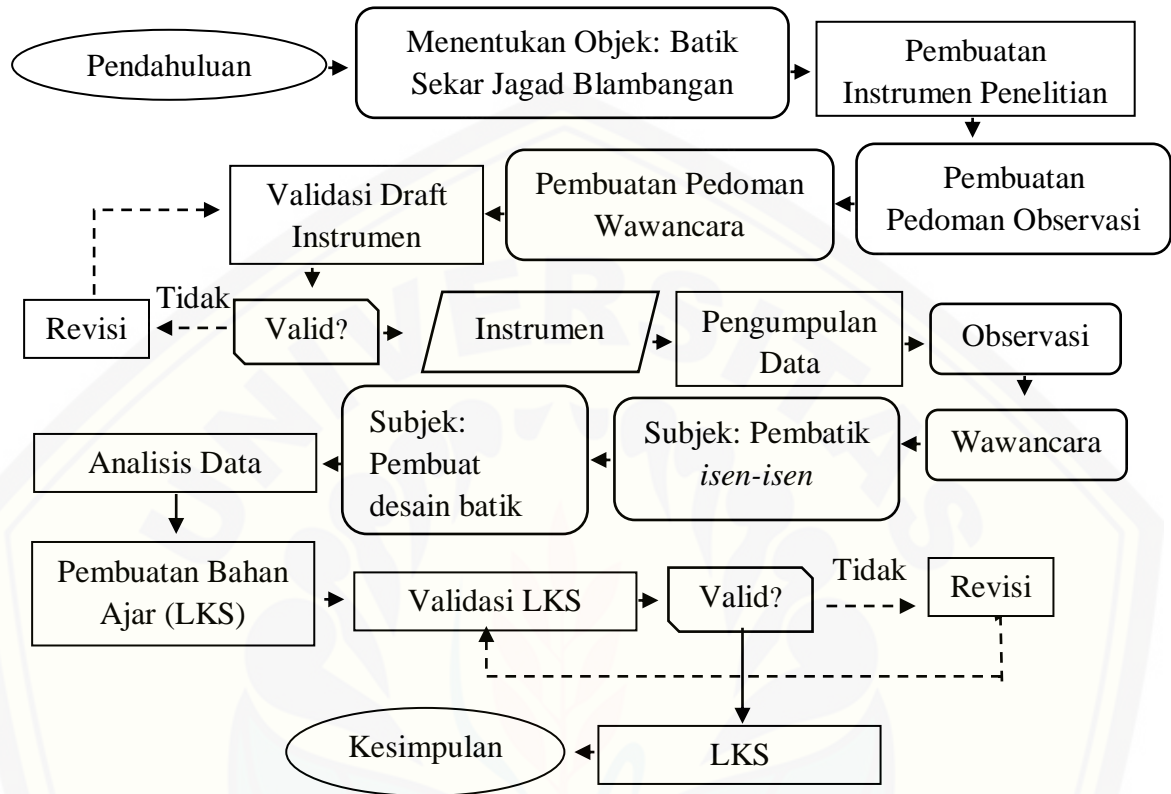 Pendahuluan
Menentukan Objek: Batik
Sekar Jagad Blambangan
Pembuatan
Instrumen Penelitian
Validasi Draft
Instrumen
Pembuatan Pedoman
Wawancara
Pembuatan
Pedoman Observasi
Revisi
Tidak
Valid?
Instrumen
Pengumpulan
Data
Observasi
Analisis Data
Subjek:
Pembuat
desain batik
Subjek: Pembatik
isen-isen
Wawancara
Pembuatan Bahan
Ajar (LKS)
Validasi LKS
Valid?
Tidak
Revisi
Kesimpulan
LKS
UNIVERSITAS